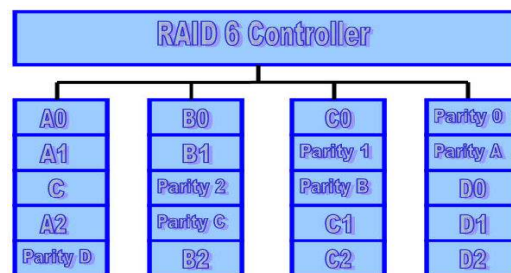 RAID 6 Controller
A0
A1
C
A2
Parity D
B0
B1
Parity 2
Parity C
B2
C0
Parity 1
Parity B
C1
C2
Parity 0
Parity A
D0
D1
D2